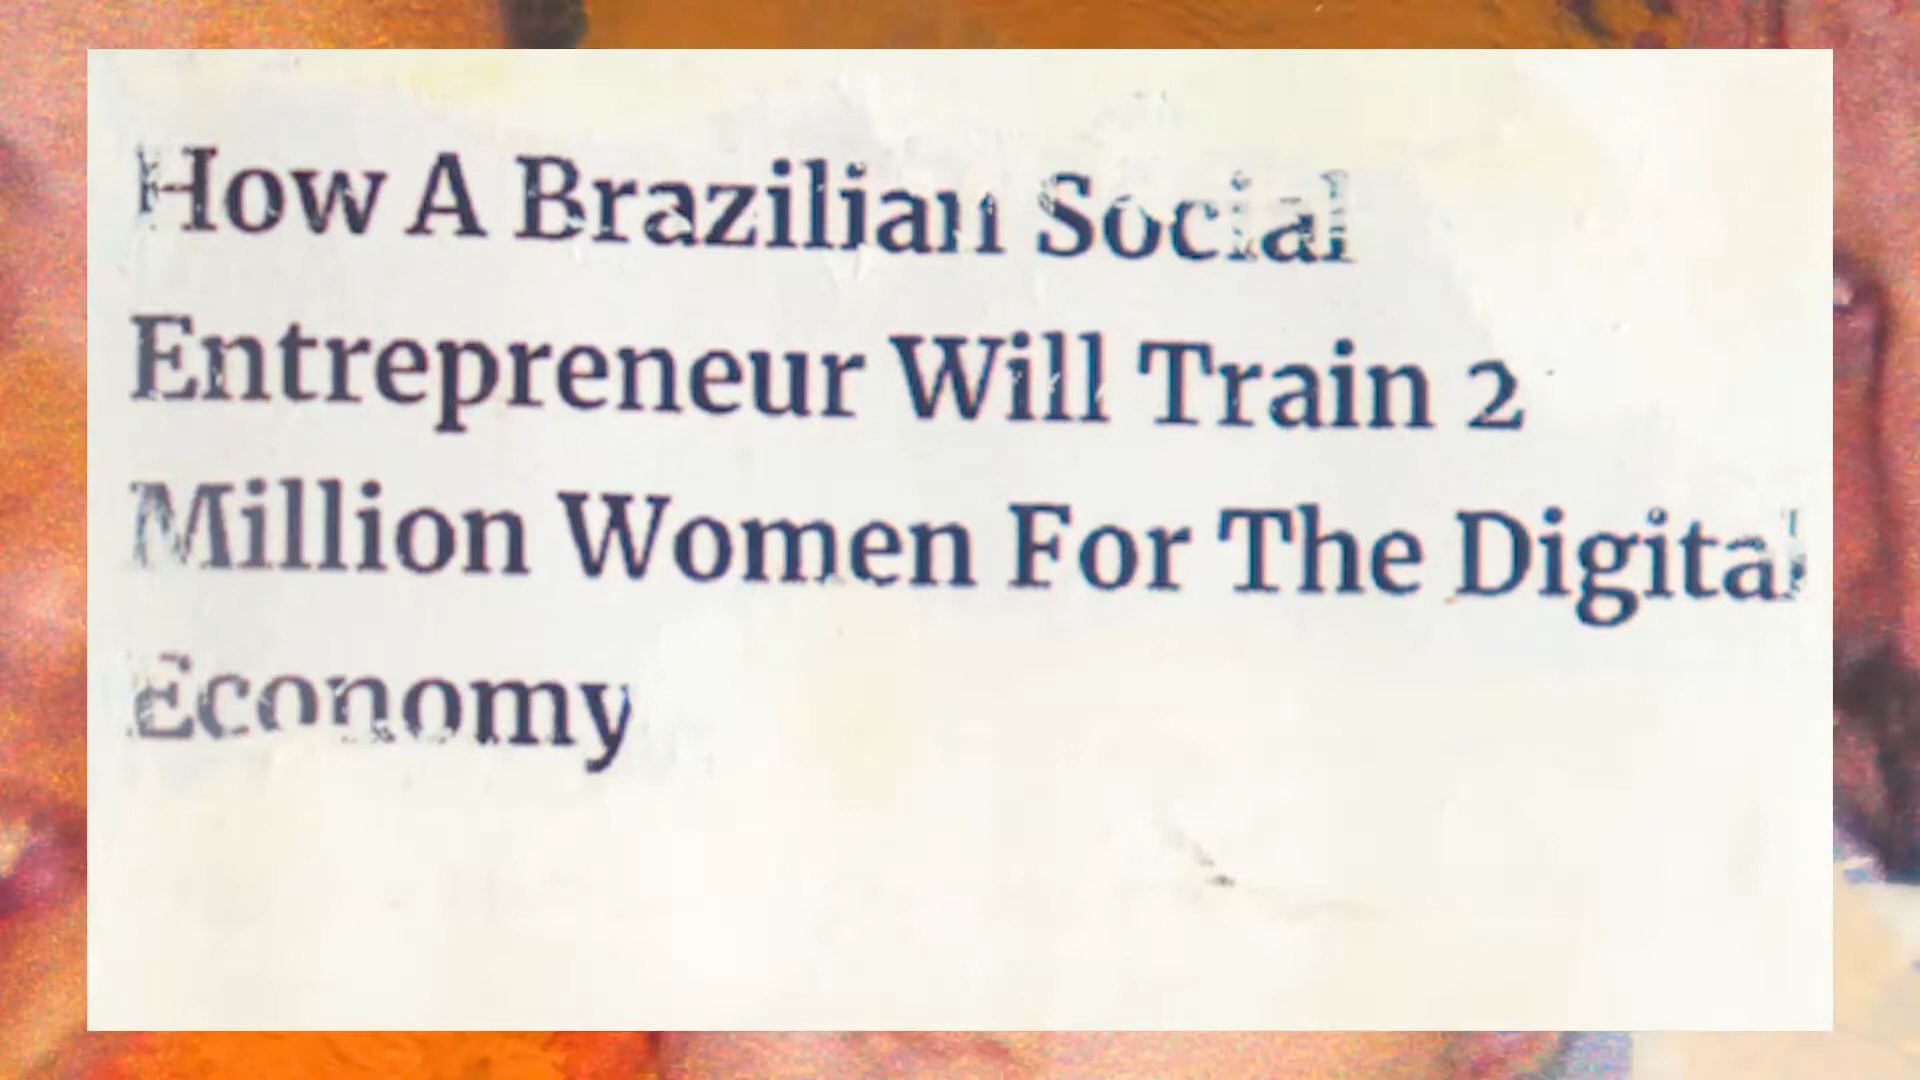 How A Brazilian Social
Entrepreneur Will Train 2
Million Women For The Digital
Economy